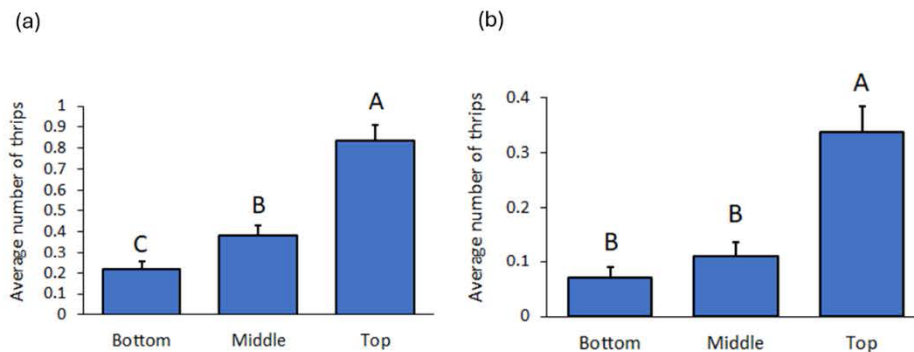 (a)
Average number of thrips
1
0.9
0.8
0.7
0.6
0.5
0.4
0.3
0.2
0.1
0
C
B
A
Bottom Middle Top
(b)
Average number of thrips
0.4
0.3
0.2
0.1
0
B
B
A
Bottom Middle Top